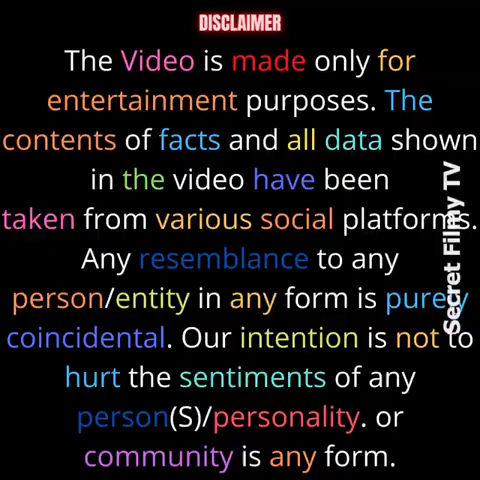 DISCLAIMER
The Video is made only for
entertainment purposes. The
contents of facts and all data shown
in the video have been
taken from various social platforms.
Any resemblance to any
person/entity in any form is purely
coincidental. Our intention is not to
hurt the sentiments of any
person(S)/personality. or
community is any form.
Secret Filmy TV